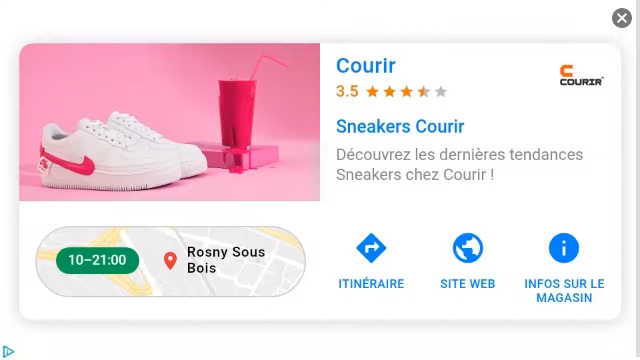 Courir
3.5
COURIR
Sneakers Courir
Découvrez les dernières tendances
Sneakers chez Courir !
10–21:00
Rosny Sous
Bois
ITINÉRAIRE
SITE WEB
INFOS SUR LE
MAGASIN